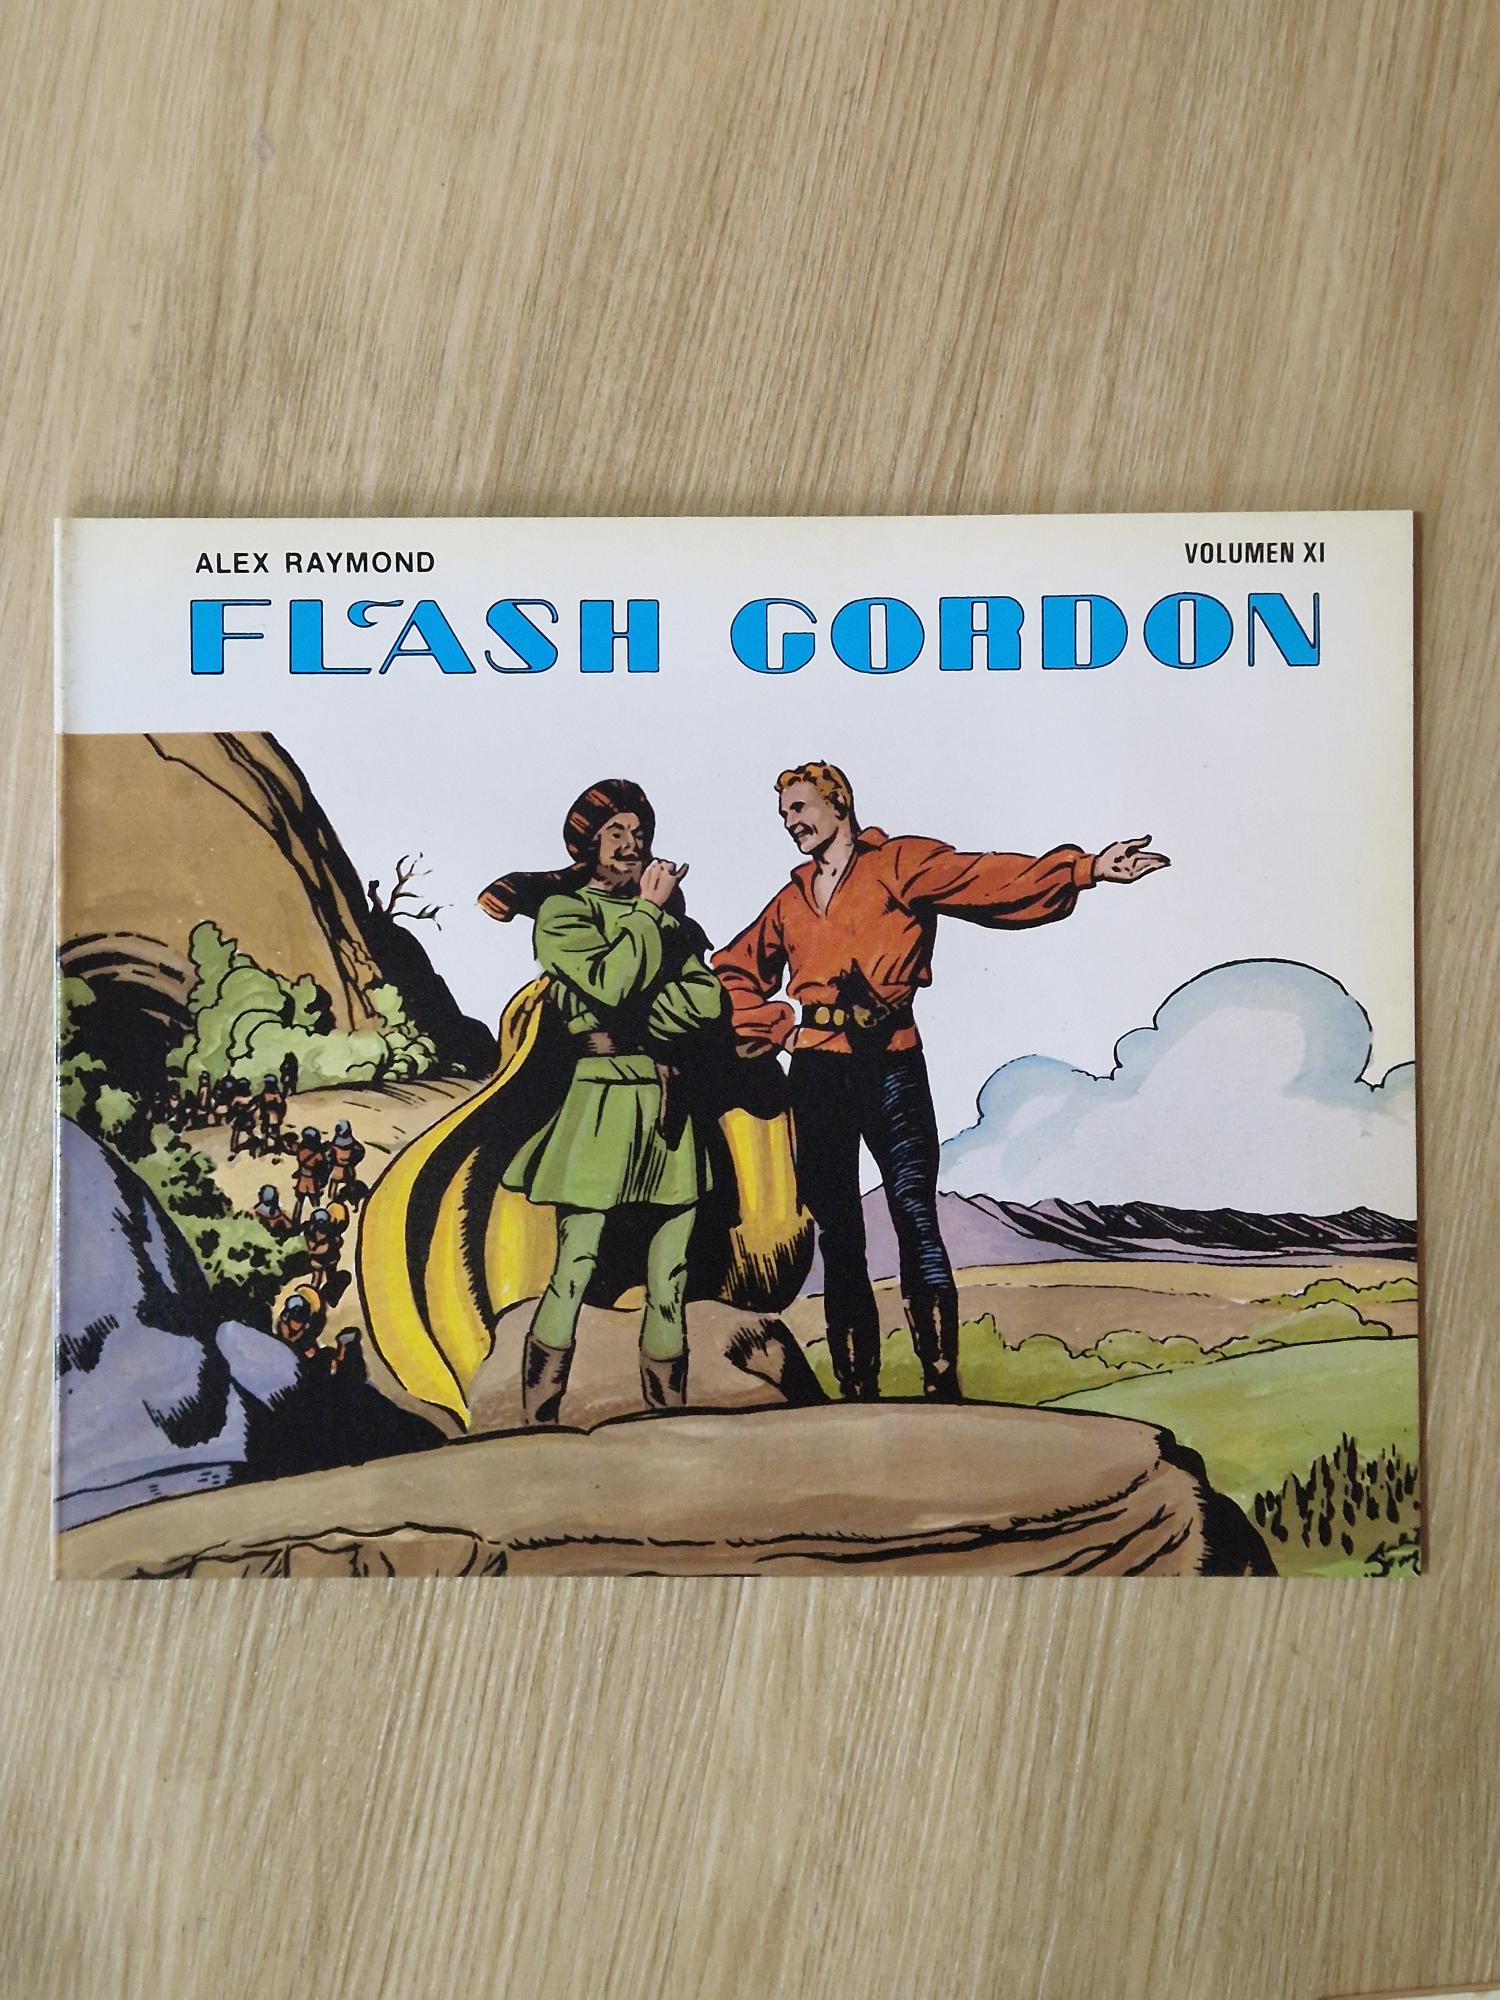 ALEX RAYMOND
VOLUMEN XI
FLASH GORDON